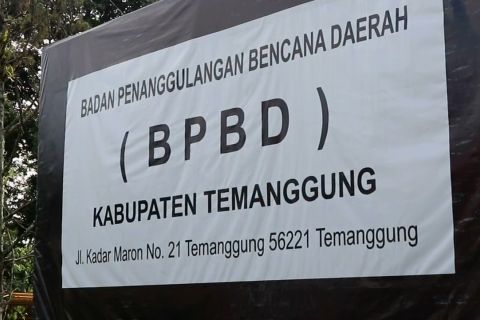 BADAN PENANGGULANGAN BENCANA DAERAH
( BPBD )
KABUPATEN TEMANGGUNG
Jl. Kadar Maron No. 21 Temanggung 56221 Temanggung